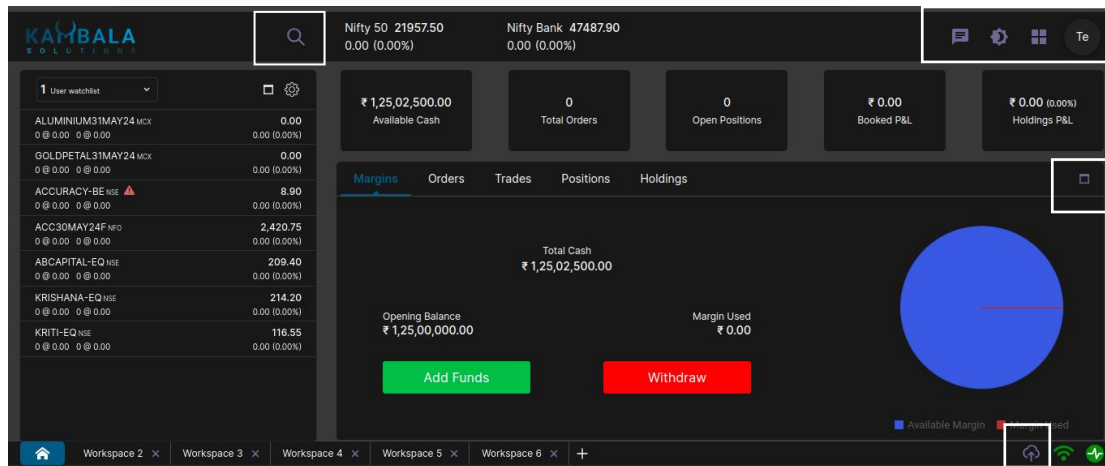 KAMBALA
SOLUTIONS
Nifty 50 21957.50
0.00 (0.00%)
Nifty Bank 47487.90
0.00 (0.00%)
Te
1 User watchlist
ALUMINIUM31MAY24 MCX 0.00
0 @ 0.00 0 @ 0.00 0.00 (0.00%)
GOLDPETAL31MAY24 MCX 0.00
0 @ 0.00 0 @ 0.00 0.00 (0.00%)
ACCURACY-BE NSE 8.90
0 @ 0.00 0 @ 0.00 0.00 (0.00%)
ACC30MAY24F NFO 2,420.75
0 @ 0.00 0 @ 0.00 0.00 (0.00%)
ABCAPITAL-EQ NSE 209.40
0 @ 0.00 0 @ 0.00 0.00 (0.00%)
KRISHANA-EQ NSE 214.20
0 @ 0.00 0 @ 0.00 0.00 (0.00%)
KRITI-EQ NSE 116.55
0 @ 0.00 0 @ 0.00 0.00 (0.00%)
₹ 1,25,02,500.00
Available Cash
0
Total Orders
0
Open Positions
₹ 0.00
Booked P&L
₹ 0.00 (0.00%)
Holdings P&L
Margins Orders Trades Positions Holdings
Total Cash
₹ 1,25,02,500.00
Opening Balance
₹ 1,25,00,000.00
Margin Used
₹ 0.00
Add Funds
Withdraw
Available Margin Margin Used
Workspace 2 × Workspace 3 × Workspace 4 × Workspace 5 × Workspace 6 × +